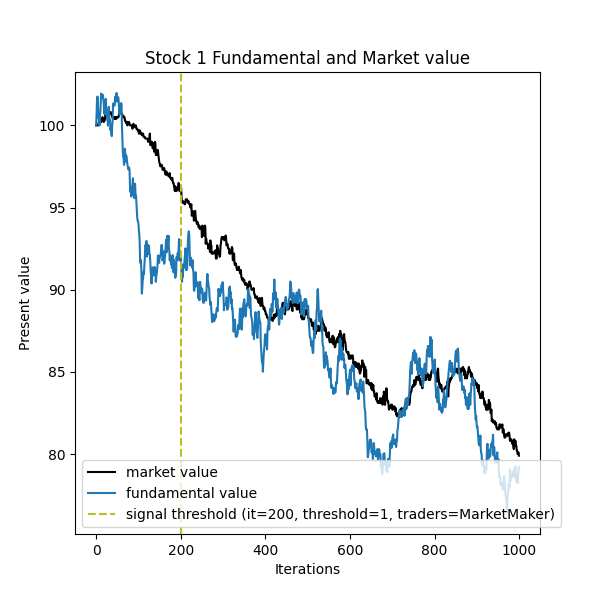 Stock 1 Fundamental and Market value
100
95
90
85
80
Present value
market value
fundamental value
signal threshold (it=200, threshold=1, traders=MarketMaker)
0 200 400 600 800 1000
Iterations